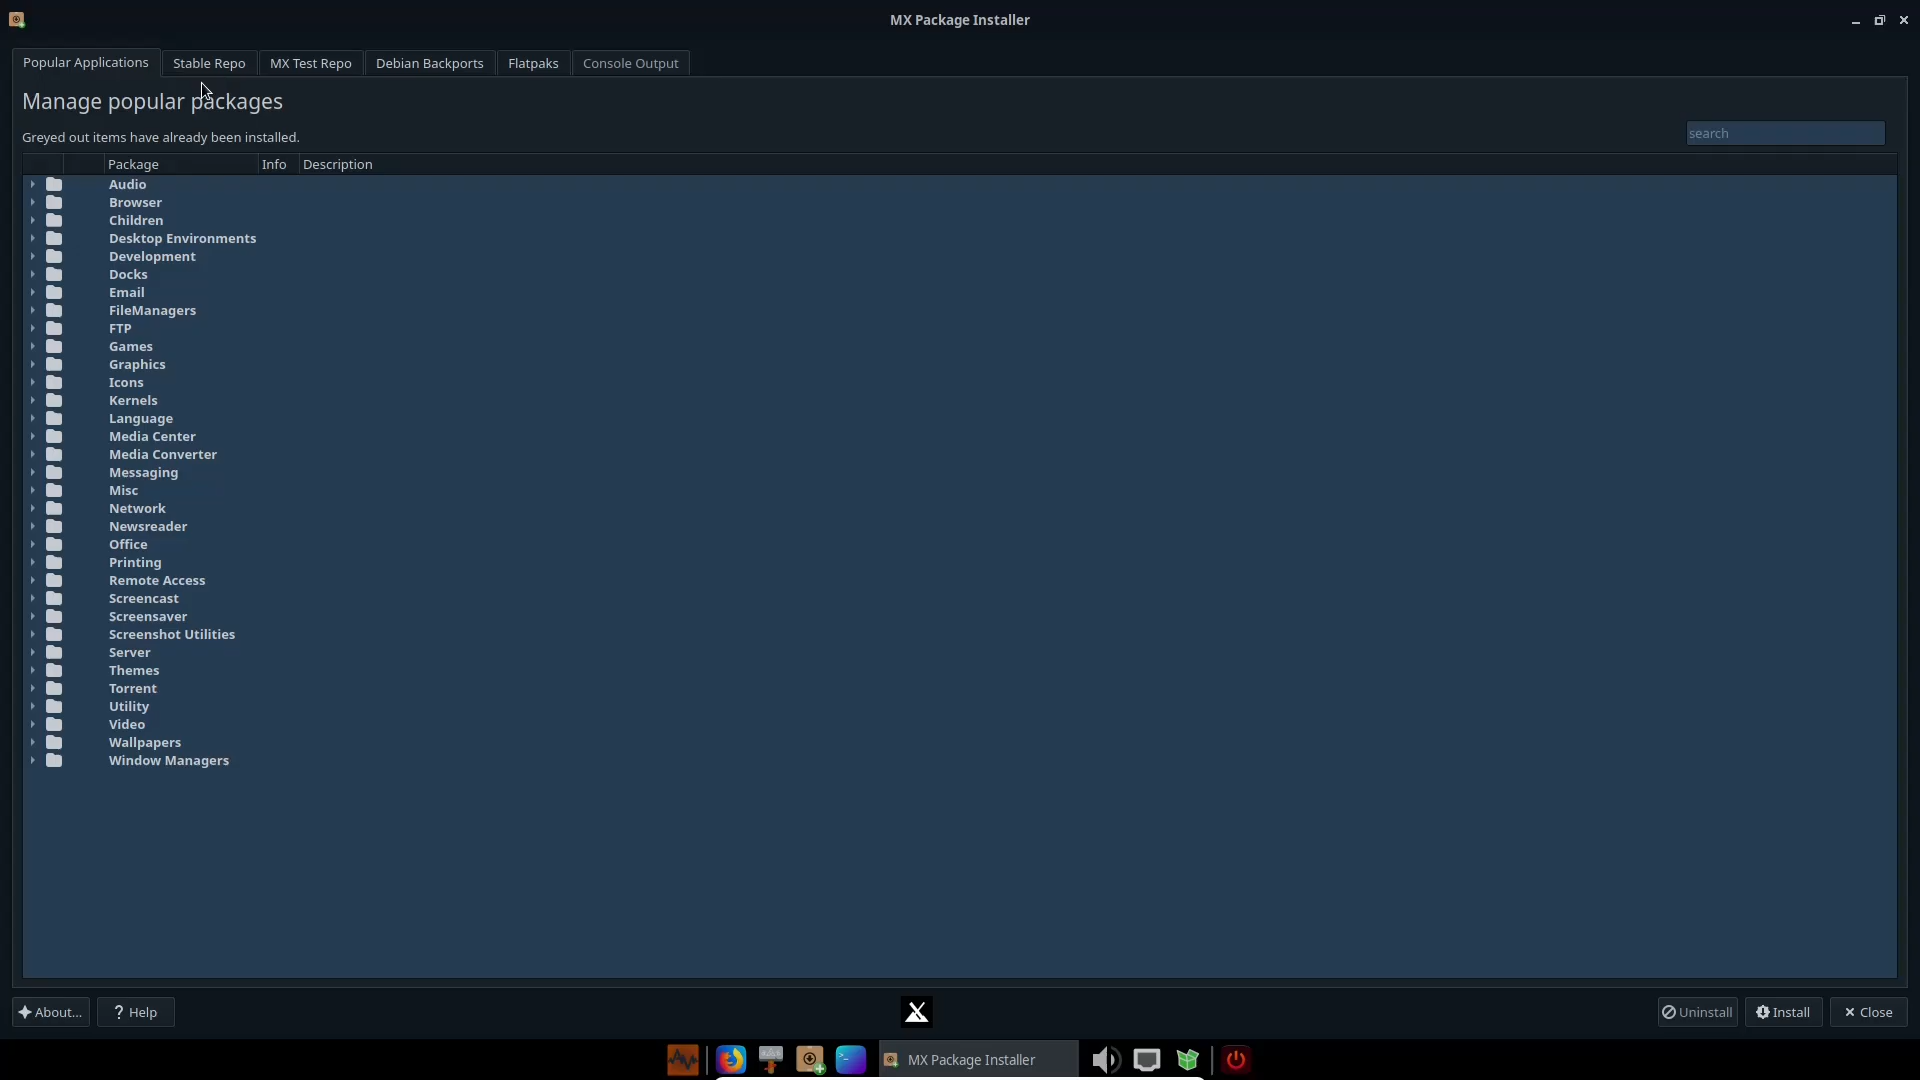 MX Package Installer
Popular Applications
Stable Repo
MX Test Repo
Debian Backports
Flatpaks
Console Output
Manage popular packages
Greyed out items have already been installed.
search
Package
Info
Description
Audio
Browser
Children
Desktop Environments
Development
Docks
Email
FileManagers
FTP
Games
Graphics
Icons
Kernels
Language
Media Center
Media Converter
Messaging
Misc
Network
Newsreader
Office
Printing
Remote Access
Screencast
Screensaver
Screenshot Utilities
Server
Themes
Torrent
Utility
Video
Wallpapers
Window Managers
About...
? Help
Uninstall
Install
Close
MX Package Installer